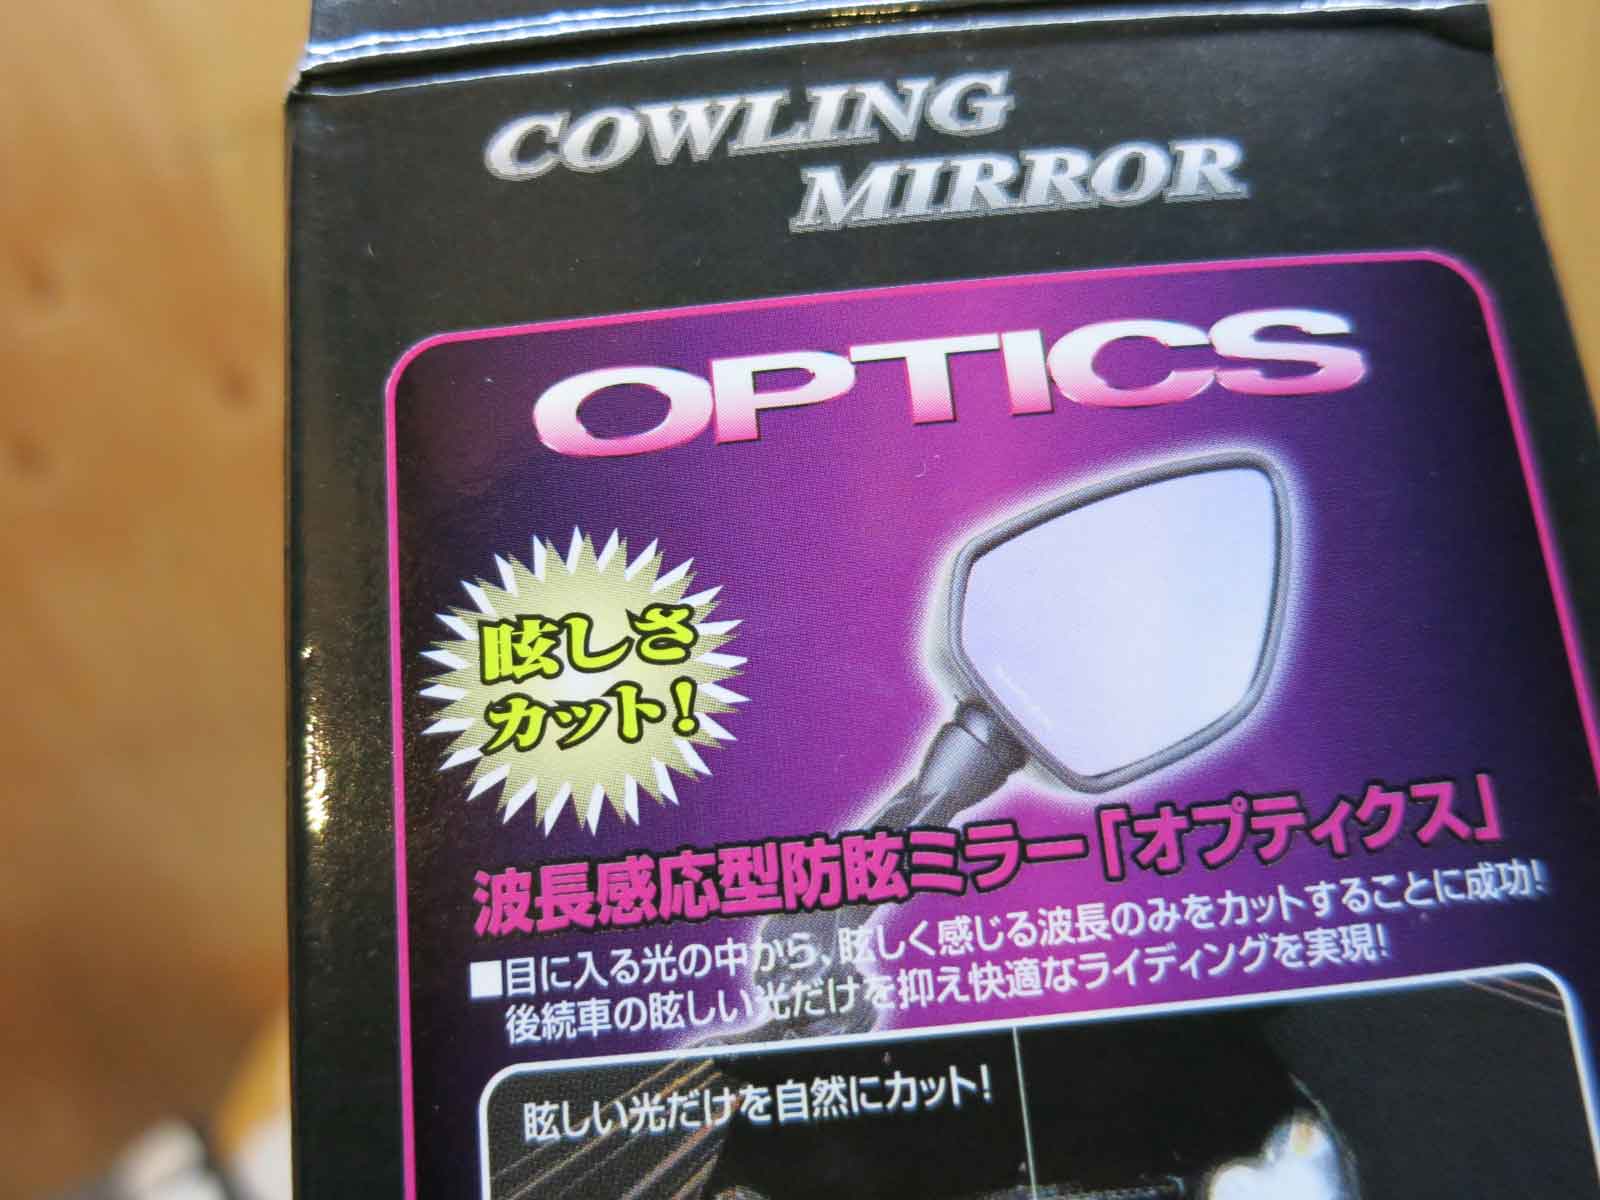 COWLING
MIRROR
OPTICS
眩しさ
カット!
波長感応型防眩ミラー「オプティクス」
■目に入る光の中から、眩しく感じる波長のみをカットすることに成功!
後続車の眩しい光だけを抑え快適なライディングを実現!
眩しい光だけを自然にカット!